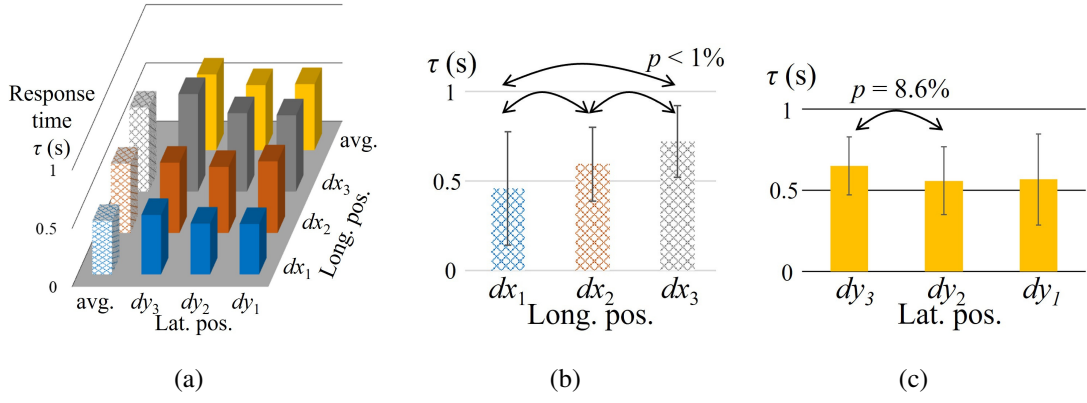 Response
time
τ (s)
1
0.5
0
avg.
dy3
dy2
dy1
Lat. pos.
dx1
dx2
dx3
avg.
Long. pos.
(a)
τ (s)
p < 1%
1
0.5
0
dx1
dx2
dx3
Long. pos.
(b)
τ (s)
p = 8.6%
1
0.5
0
dy3
dy2
dy1
Lat. pos.
(c)